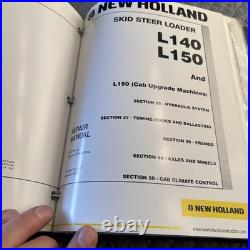 NEW HOLLAND
SKID STEER LOADER
L140
L150
And
L150 (Cab Upgrade Machines)
SECTION 35 - HYDRAULIC SYSTEM
SECTION 37 - TOWING HOOKS AND BALLASTING
SECTION 39 - FRAMES
SECTION 44 - AXLES AND WHEELS
SECTION 50 - CAB CLIMATE CONTROL
REPAIR
MANUAL
NEW HOLLAND